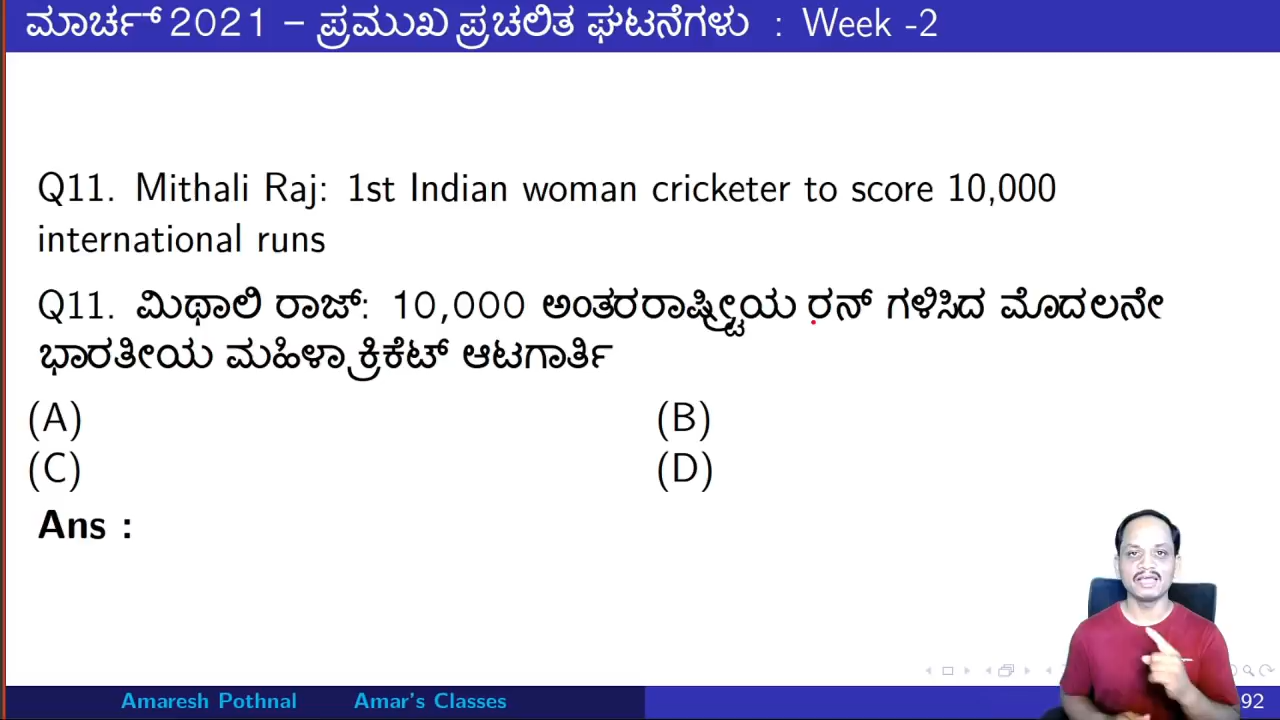 ಮಾರ್ಚ್ 2021 – ಪ್ರಮುಖ ಪ್ರಚಲಿತ ಘಟನೆಗಳು : Week -2
Q11. Mithali Raj: 1st Indian woman cricketer to score 10,000
international runs
Q11. ಮಿಥಾಲಿ ರಾಜ್: 10,000 ಅಂತರರಾಷ್ಟ್ರೀಯ ರನ್ ಗಳಿಸಿದ ಮೊದಲನೇ
ಭಾರತೀಯ ಮಹಿಳಾ ಕ್ರಿಕೆಟ್ ಆಟಗಾರ್ತಿ
(A) (B)
(C) (D)
Ans :
Amaresh Pothnal Amar's Classes 92